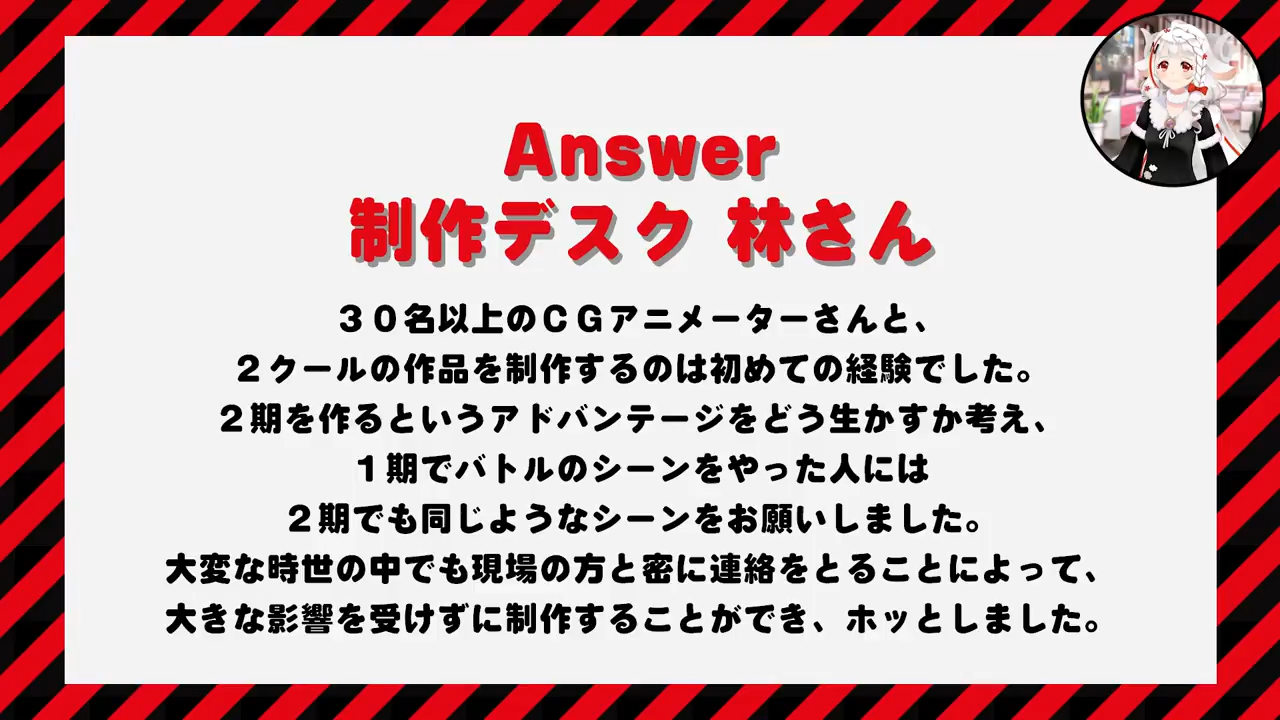 Answer
制作デスク 林さん
３０名以上のＣＧアニメーターさんと、
２クールの作品を制作するのは初めての経験でした。
２期を作るというアドバンテージをどう生かすか考え、
１期でバトルのシーンをやった人には
２期でも同じようなシーンをお願いしました。
大変な時世の中でも現場の方と密に連絡をとることによって、
大きな影響を受けずに制作することができ、ホッとしました。